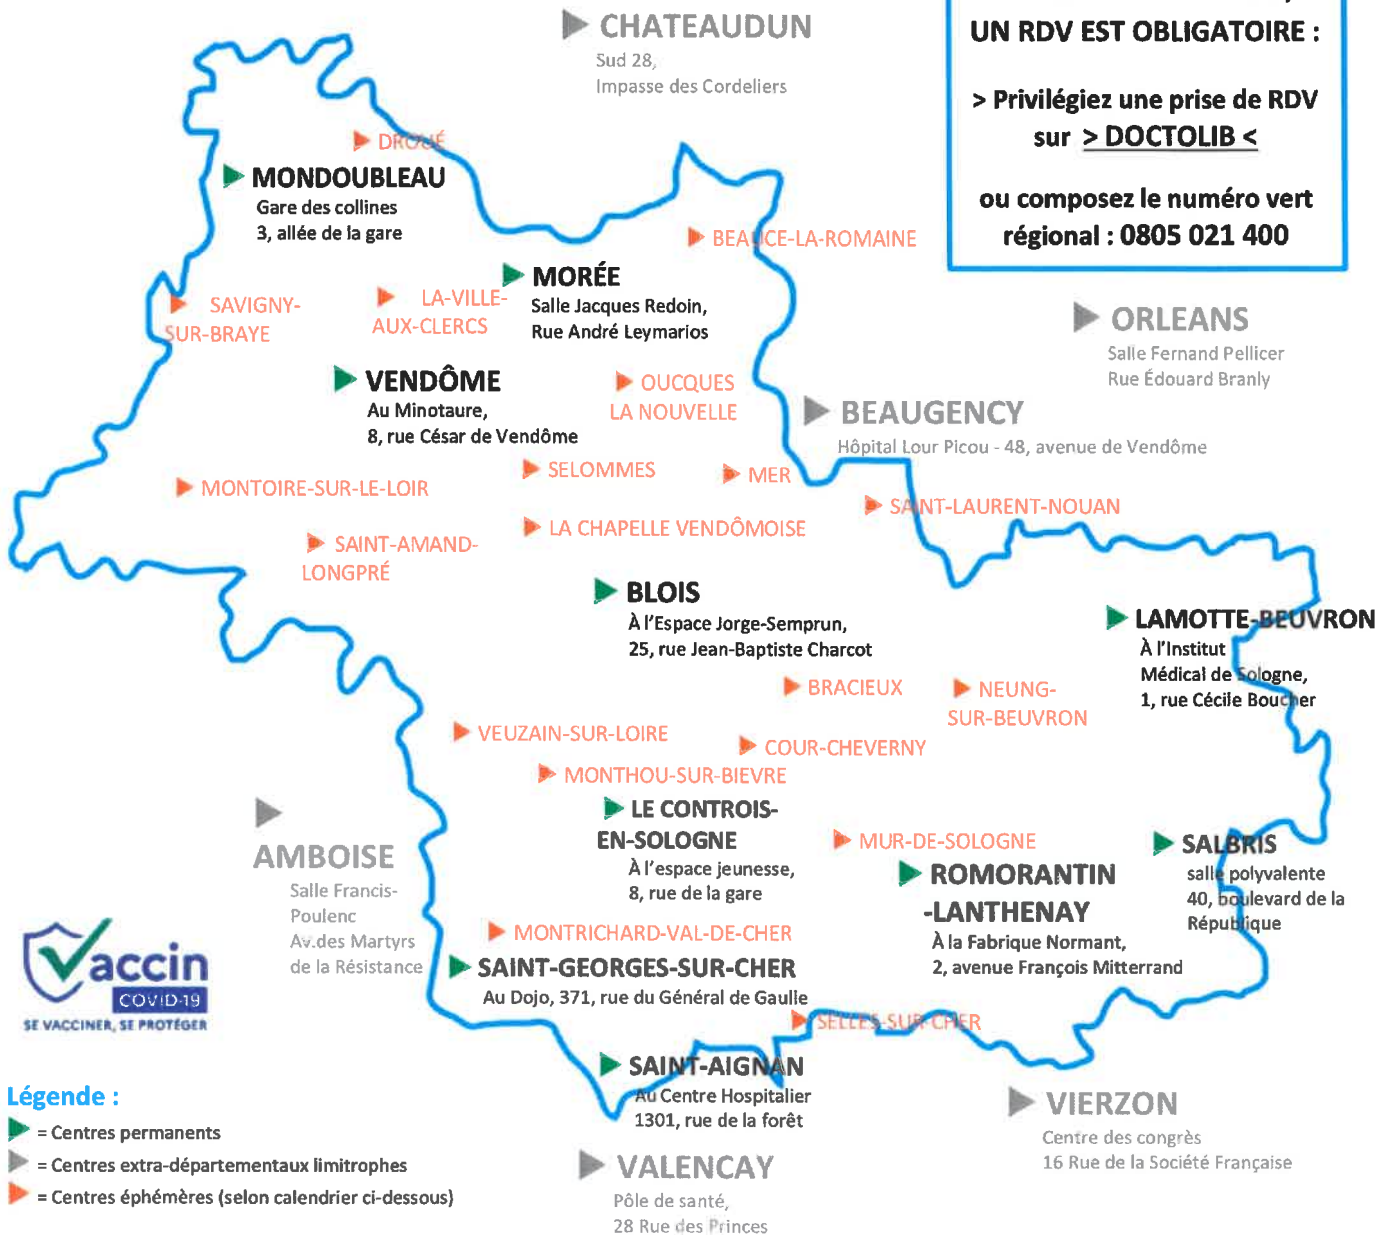 CHATEAUDUN
Sud 28,
Impasse des Cordeliers
UN RDV EST OBLIGATOIRE :
> Privilégiez une prise de RDV
sur > DOCTOLIB <
ou composez le numéro vert
régional : 0805 021 400
DROUÉ
MONDOUBLEAU
Gare des collines
3, allée de la gare
BEAUCE-LA-ROMAINE
MORÉE
Salle Jacques Redoin,
Rue André Leymarios
SAVIGNY-
SUR-BRAYE
LA-VILLE-
AUX-CLERCS
ORLEANS
Salle Fernand Pellicer
Rue Édouard Branly
VENDÔME
Au Minotaure,
8, rue César de Vendôme
OUCQUES
LA NOUVELLE
BEAUGENCY
Hôpital Lour Picou - 48, avenue de Vendôme
SELOMMES
MER
MONTOIRE-SUR-LE-LOIR
SAINT-LAURENT-NOUAN
LA CHAPELLE VENDÔMOISE
SAINT-AMAND-
LONGPRÉ
BLOIS
À l'Espace Jorge-Semprun,
25, rue Jean-Baptiste Charcot
LAMOTTE-BEUVRON
À l'Institut
Médical de Sologne,
1, rue Cécile Boucher
BRACIEUX
NEUNG-
SUR-BEUVRON
VEUZAIN-SUR-LOIRE
COUR-CHEVERNY
MONTHOU-SUR-BIEVRE
LE CONTROIS-
EN-SOLOGNE
À l'espace jeunesse,
8, rue de la gare
MUR-DE-SOLOGNE
SALBRIS
salle polyvalente
40, boulevard de la
République
AMBOISE
Salle Francis-
Poulenc
Av.des Martyrs
de la Résistance
ROMORANTIN
-LANTHENAY
À la Fabrique Normant,
2, avenue François Mitterrand
MONTRICHARD-VAL-DE-CHER
SAINT-GEORGES-SUR-CHER
Au Dojo, 371, rue du Général de Gaulle
Vaccin
COVID-19
SE VACCINER, SE PROTÉGER
SELLES-SUR-CHER
SAINT-AIGNAN
Au Centre Hospitalier
1301, rue de la forêt
VIERZON
Centre des congrès
16 Rue de la Société Française
VALENCAY
Pôle de santé,
28 Rue des Princes
Légende :
= Centres permanents
= Centres extra-départementaux limitrophes
= Centres éphémères (selon calendrier ci-dessous)